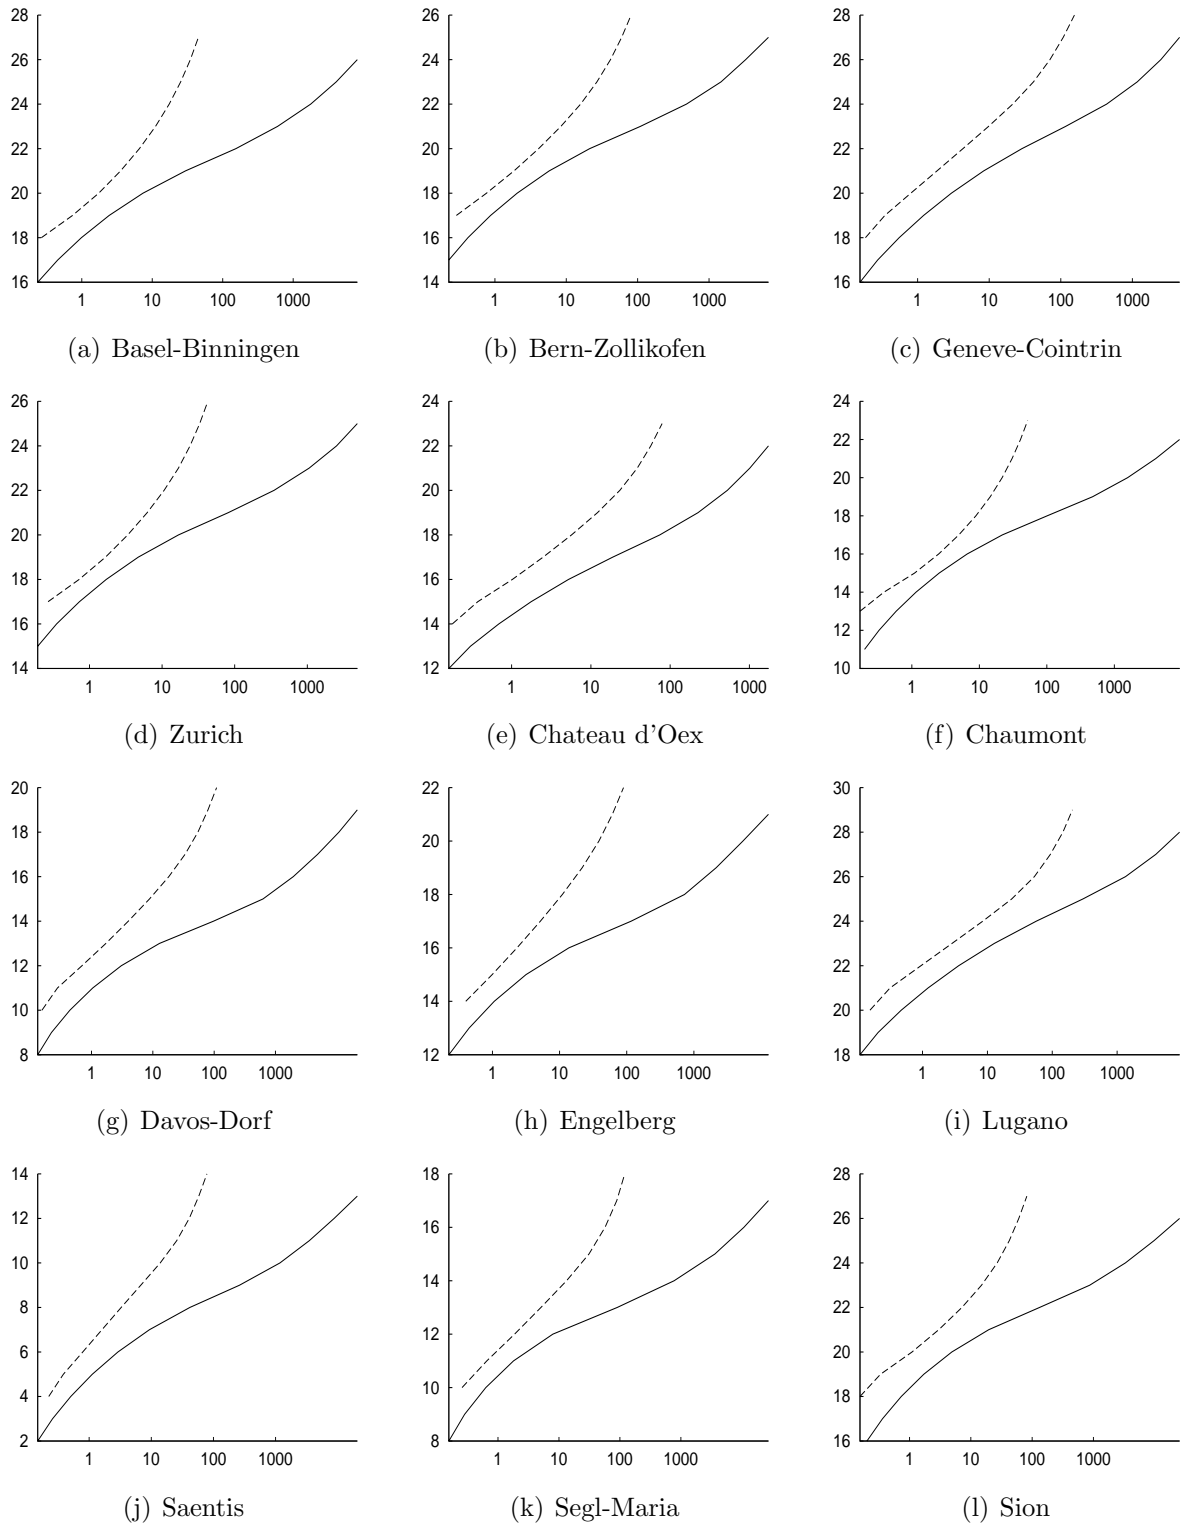 28 26 28
26 24 26
24 22 24
22 20 22
20 18 20
18 16 18
16 14 16
1 10 100 1000 1 10 100 1000 1 10 100 1000
(a) Basel-Binningen (b) Bern-Zollikofen (c) Geneve-Cointrin
26 24 24
24 22 22
22 20 20
20 18 18
18 16 16
16 14 14
14 12 12
10
1 10 100 1000 1 10 100 1000 1 10 100 1000
(d) Zurich (e) Chateau d'Oex (f) Chaumont
20 22 30
18 20 28
16 18 26
14 16 24
12 14 22
10 12 20
8 18
1 10 100 1000 1 10 100 1000 1 10 100 1000
(g) Davos-Dorf (h) Engelberg (i) Lugano
14 18 28
12 16 26
10 14 24
8 12 22
6 10 20
4 8 18
2 16
1 10 100 1000 1 10 100 1000 1 10 100 1000
(j) Saentis (k) Segl-Maria (l) Sion